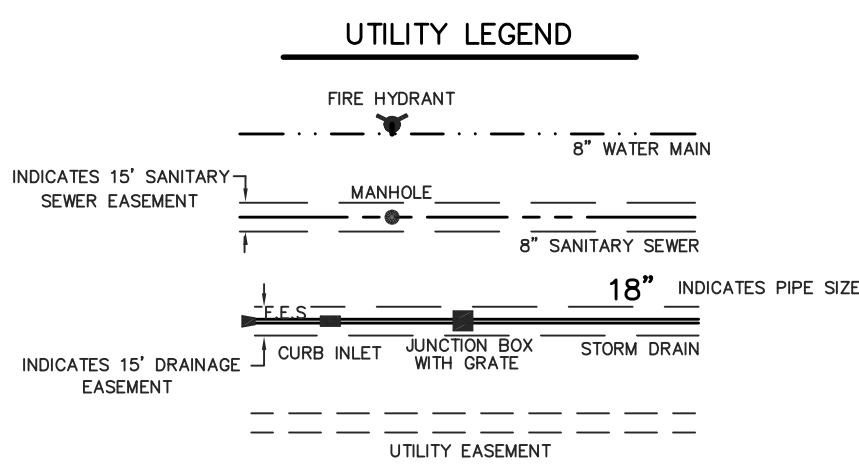 UTILITY LEGEND
FIRE HYDRANT
8" WATER MAIN
INDICATES 15' SANITARY
SEWER EASEMENT
MANHOLE
8" SANITARY SEWER
18" INDICATES PIPE SIZE
F.E.S
CURB INLET
JUNCTION BOX
WITH GRATE
STORM DRAIN
INDICATES 15' DRAINAGE
EASEMENT
UTILITY EASEMENT